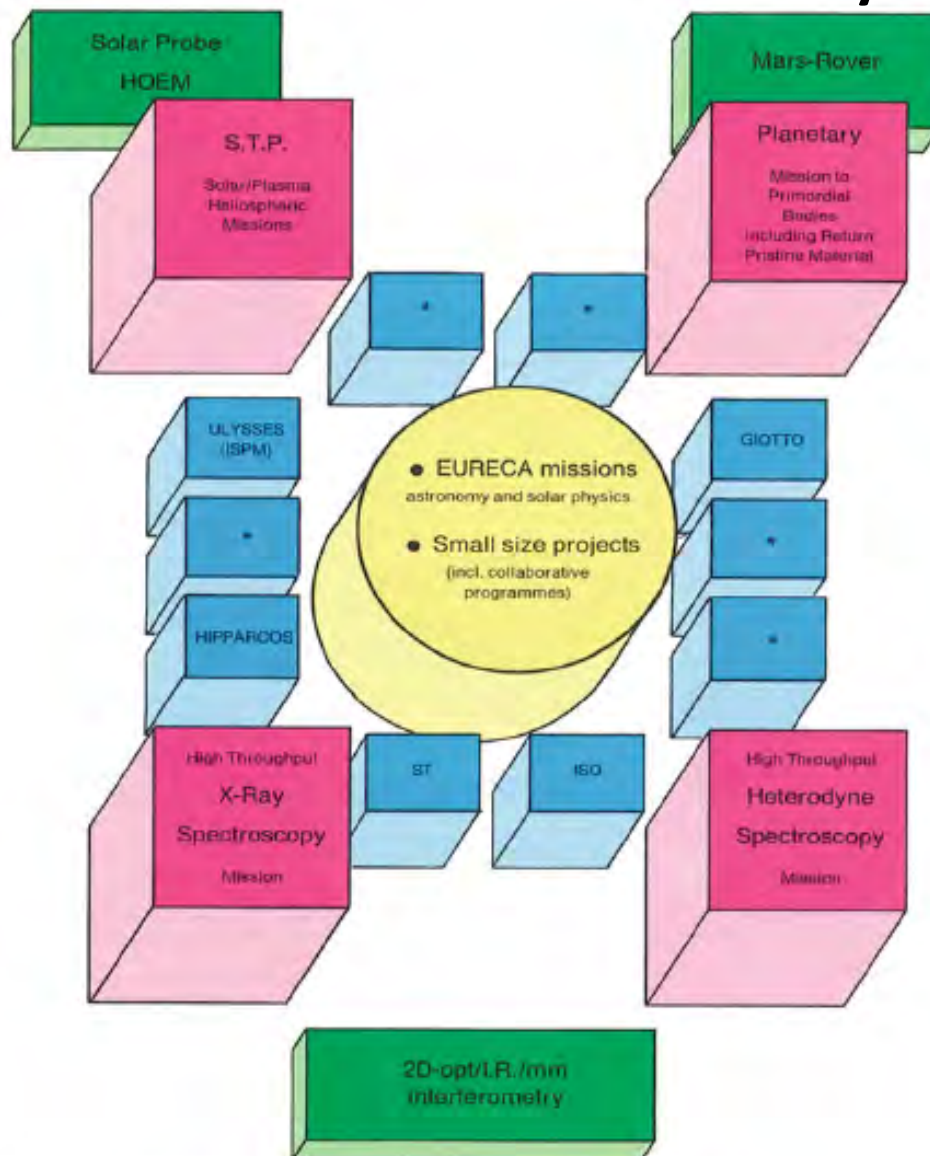 Solar Probe
HOEM
Mars-Rover
S.T.P.
Solar/Plasma
Heliospheric
Missions
Planetary
Mission to
Primordial
Bodies
including Return
Pristine Material
*
*
ULYSSES
(ISPM)
GIOTTO
• EURECA missions
astronomy and solar physics
• Small size projects
(incl. collaborative
programmes)
*
*
HIPPARCOS
*
High Throughput
X-Ray
Spectroscopy
Mission
ST
ISO
High Throughput
Heterodyne
Spectroscopy
Mission
2D-opt/I.R./mm
interferometry